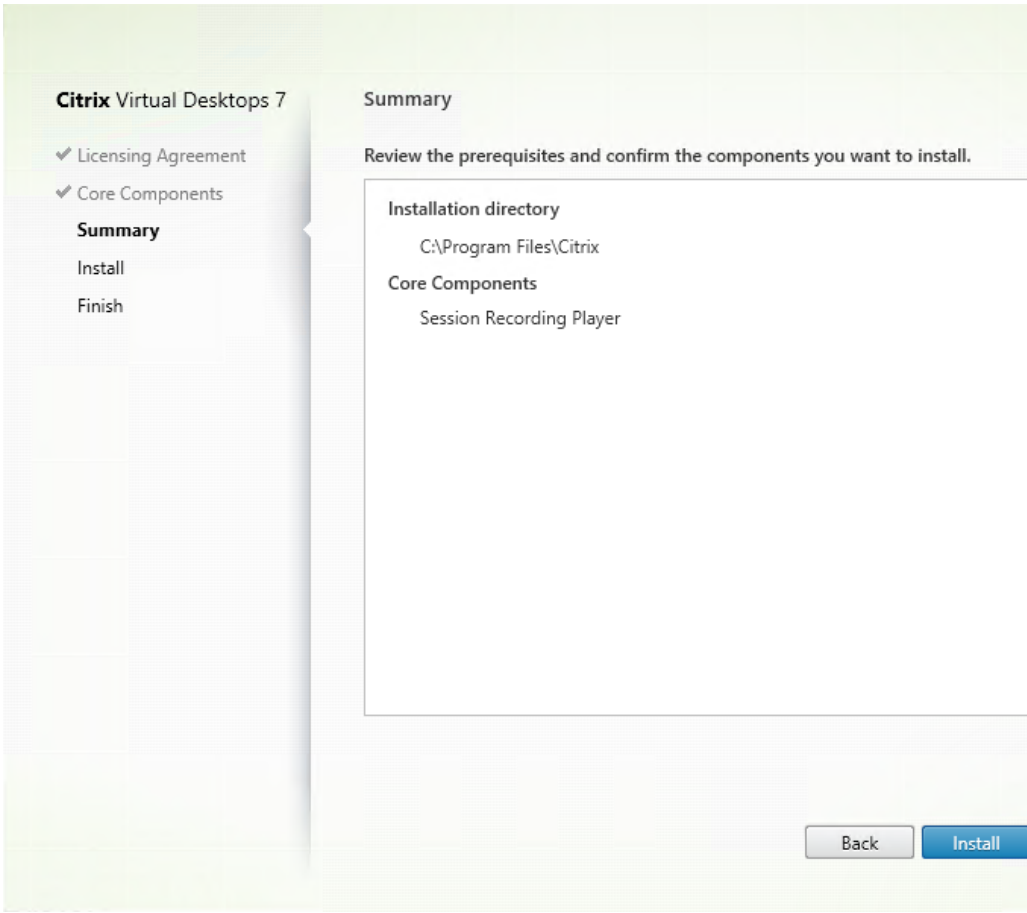 Citrix Virtual Desktops 7
Licensing Agreement
Core Components
Summary
Install
Finish
Summary
Review the prerequisites and confirm the components you want to install.
Installation directory
C:\Program Files\Citrix
Core Components
Session Recording Player
Back
Install